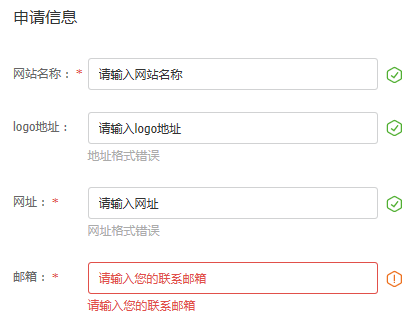 申请信息
网站名称： * 请输入网站名称
logo地址： 请输入logo地址
地址格式错误
网址： * 请输入网址
网址格式错误
邮箱： * 请输入您的联系邮箱
请输入您的联系邮箱